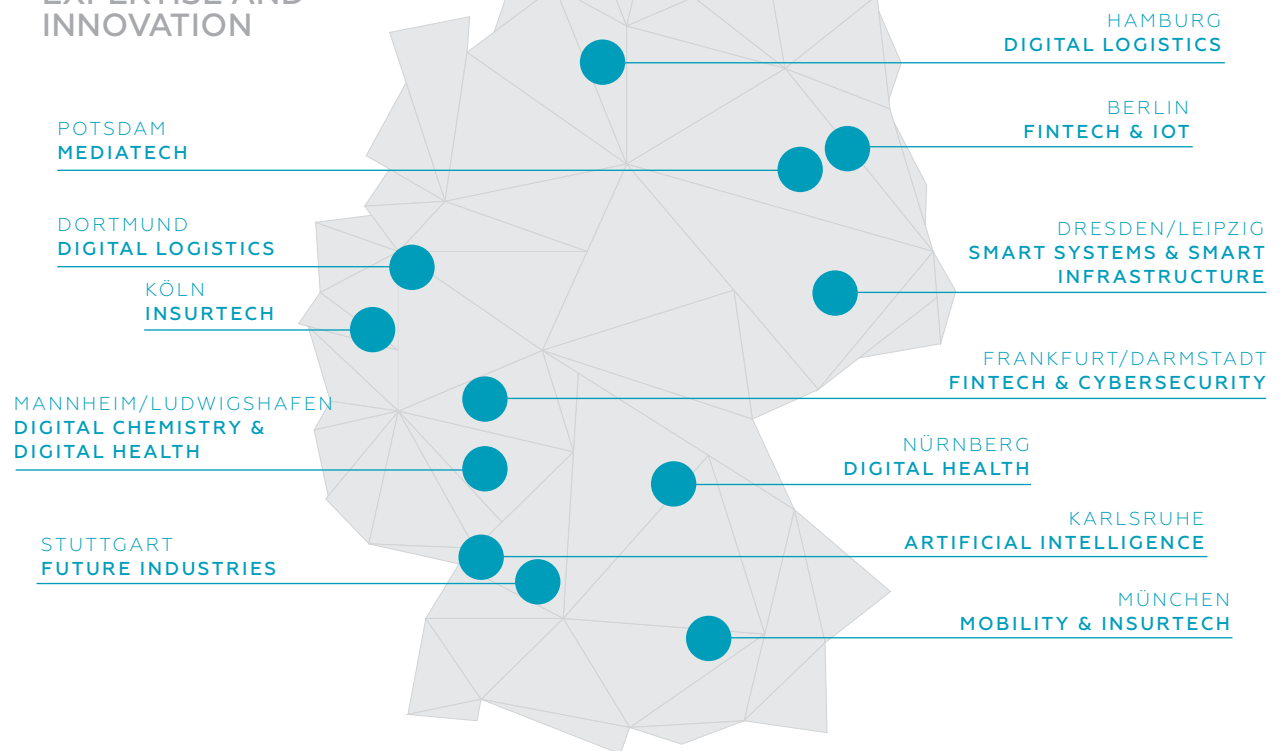 EXPERTISE AND
INNOVATION
HAMBURG
DIGITAL LOGISTICS
BERLIN
FINTECH & IOT
POTSDAM
MEDIATECH
DORTMUND
DIGITAL LOGISTICS
DRESDEN/LEIPZIG
SMART SYSTEMS & SMART
INFRASTRUCTURE
KÖLN
INSURTECH
FRANKFURT/DARMSTADT
FINTECH & CYBERSECURITY
MANNHEIM/LUDWIGSHAFEN
DIGITAL CHEMISTRY &
DIGITAL HEALTH
NÜRNBERG
DIGITAL HEALTH
KARLSRUHE
ARTIFICIAL INTELLIGENCE
STUTTGART
FUTURE INDUSTRIES
MÜNCHEN
MOBILITY & INSURTECH